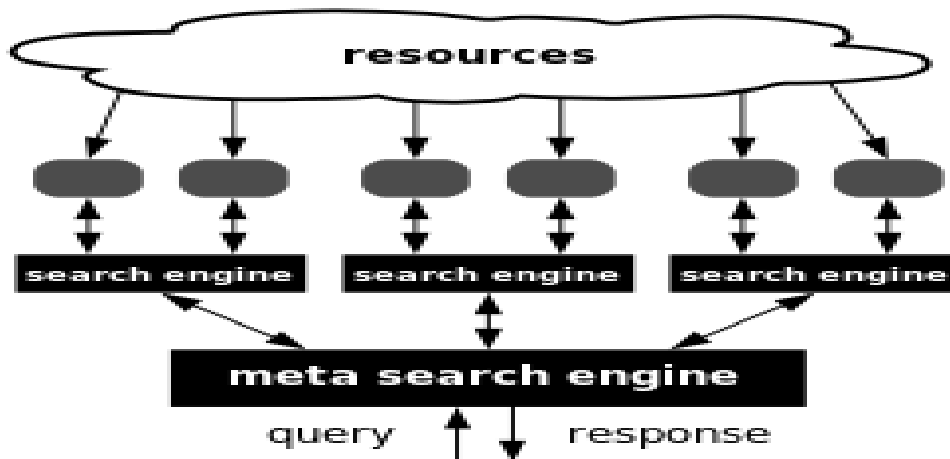 resources
search engine search engine search engine
meta search engine
query response